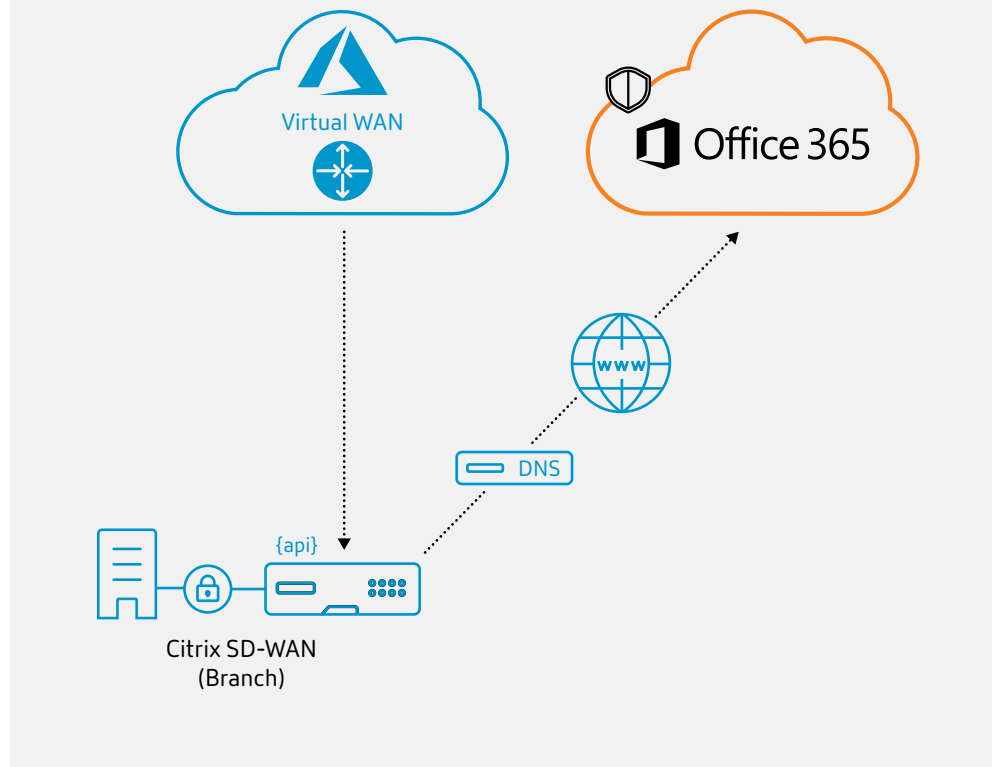 Virtual WAN
Office 365
www
DNS
{api}
Citrix SD-WAN
(Branch)